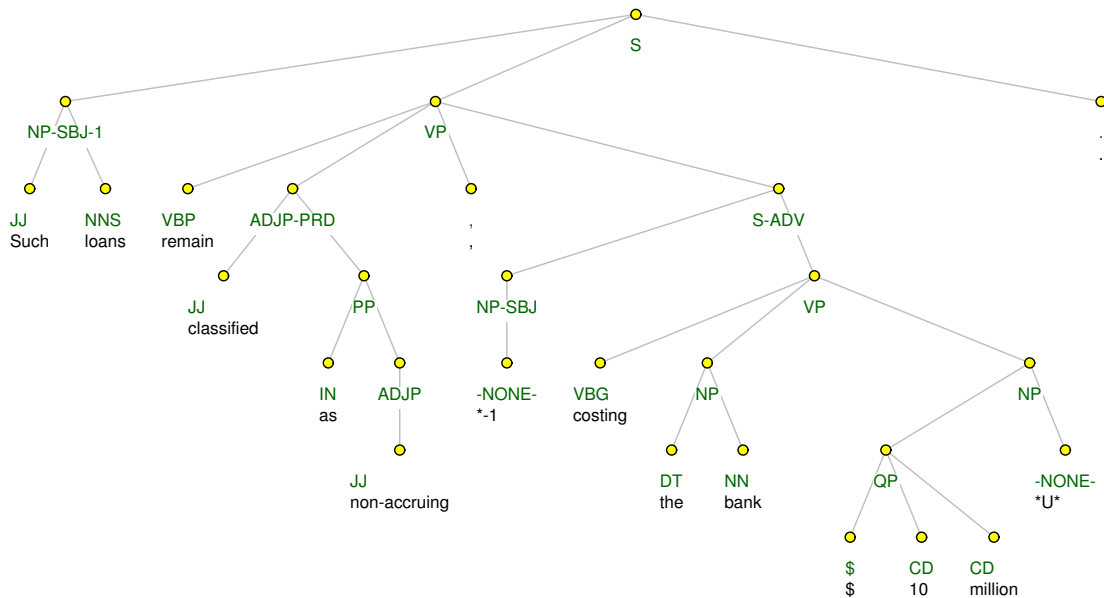 S
NP-SBJ-1 VP .
.
JJ NNS VBP ADJP-PRD , S-ADV
Such loans remain ,
JJ PP NP-SBJ VP
classified
IN ADJP -NONE- VBG NP NP
as *-1 costing
JJ DT NN QP -NONE-
non-accruing the bank *U*
$ CD CD
$ 10 million